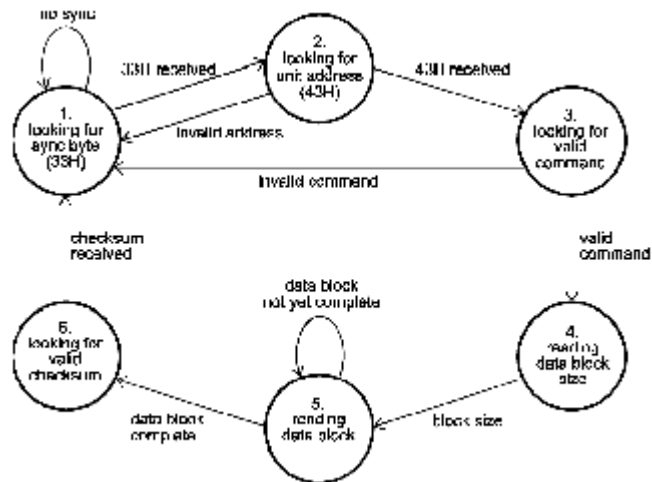 no sync
1.
looking for
sync byte
(33H)
33H received
2.
looking for
unit address
(43H)
43H received
3.
looking for
valid
command
invalid address
invalid command
checksum
received
valid
command
data block
not yet complete
6.
looking for
valid
checksum
4.
reading
data block
size
5.
reading
data block
data block
complete
block size